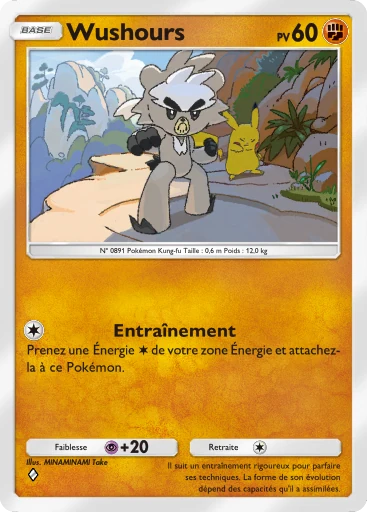 BASE Wushours PV 60
N° 0891 Pokémon Kung-fu Taille : 0,6 m Poids : 12,0 kg
Entraînement
Prenez une Énergie de votre zone Énergie et attachez-
la à ce Pokémon.
Faiblesse +20 Retraite
Illus. MINAMINAMI Take
Il suit un entraînement rigoureux pour parfaire
ses techniques. La forme de son évolution
dépend des capacités qu'il a assimilées.